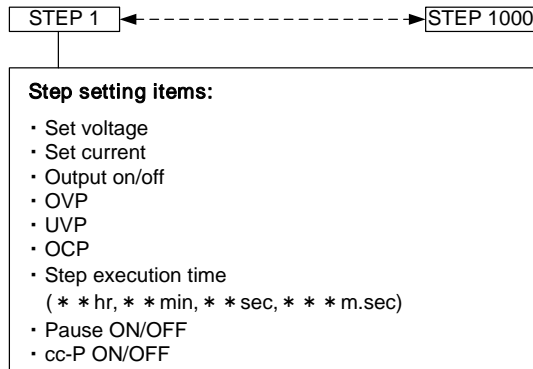 STEP 1 STEP 1000
Step setting items:
・Set voltage
・Set current
・Output on/off
・OVP
・UVP
・OCP
・Step execution time
(＊＊hr,＊＊min,＊＊sec,＊＊＊m.sec)
・Pause ON/OFF
・cc-P ON/OFF